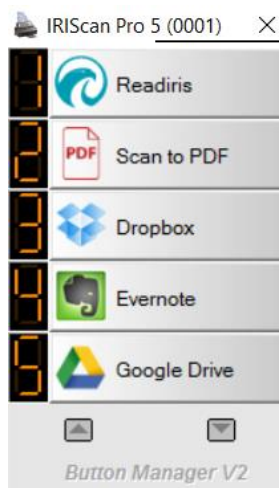 IRIScan Pro 5 (0001)
1 Readiris
2 PDF Scan to PDF
3 Dropbox
4 Evernote
5 Google Drive
Button Manager V2